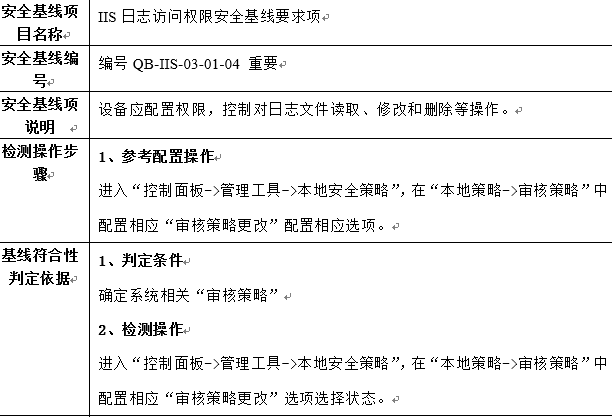 安全基线项
目名称
IIS 日志访问权限安全基线要求项
安全基线编
号
编号 QB-IIS-03-01-04 重要
安全基线项
说明
设备应配置权限，控制对日志文件读取、修改和删除等操作。
检测操作步
骤
1、参考配置操作
进入“控制面板->管理工具->本地安全策略”，在“本地策略->审核策略”中
配置相应“审核策略更改”配置相应选项。
基线符合性
判定依据
1、判定条件
确定系统相关“审核策略”
2、检测操作
进入“控制面板->管理工具->本地安全策略”，在“本地策略->审核策略”中
配置相应“审核策略更改”选项选择状态。